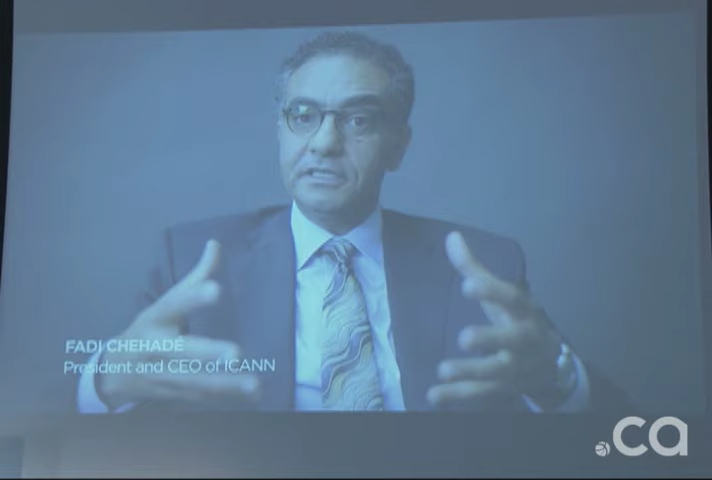 FADI CHEHADÉ
President and CEO of ICANN
.ca